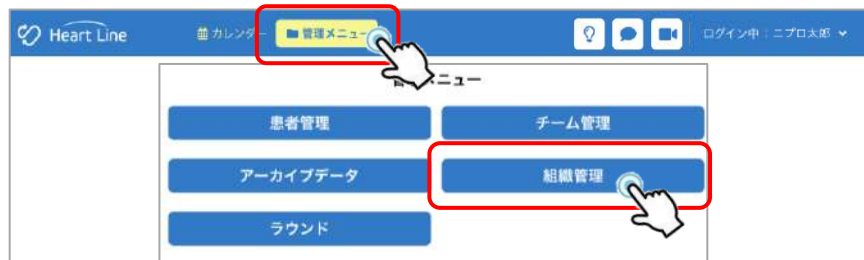 Heart Line カレンダー 管理メニュー ログイン中：ニプロ太郎
メニュー
患者管理 チーム管理
アーカイブデータ 組織管理
ラウンド